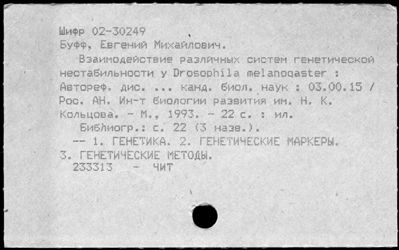 Шифр 02-30249
Буфф, Евгений Михайлович.
Взаимодействие различных систем генетической
нестабильности у Drosophila melanogaster :
Автореф. дис. ... канд. биол. наук : 03.00.15 /
Рос. АН. Ин-т биологии развития им. Н. К.
Кольцова. - М., 1993. - 22 с. : ил.
Библиогр.: с. 22 (3 назв.).
-- 1. ГЕНЕТИКА. 2. ГЕНЕТИЧЕСКИЕ МАРКЕРЫ.
3. ГЕНЕТИЧЕСКИЕ МЕТОДЫ.
233313 - ЧИТ